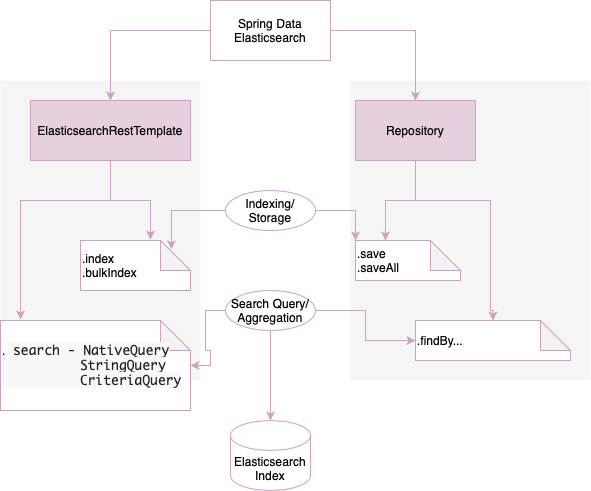 Spring Data
Elasticsearch
ElasticsearchRestTemplate
Repository
Indexing/
Storage
.index
.bulkIndex
.save
.saveAll
Search Query/
Aggregation
. search - NativeQuery
StringQuery
CriteriaQuery
.findBy...
Elasticsearch
Index